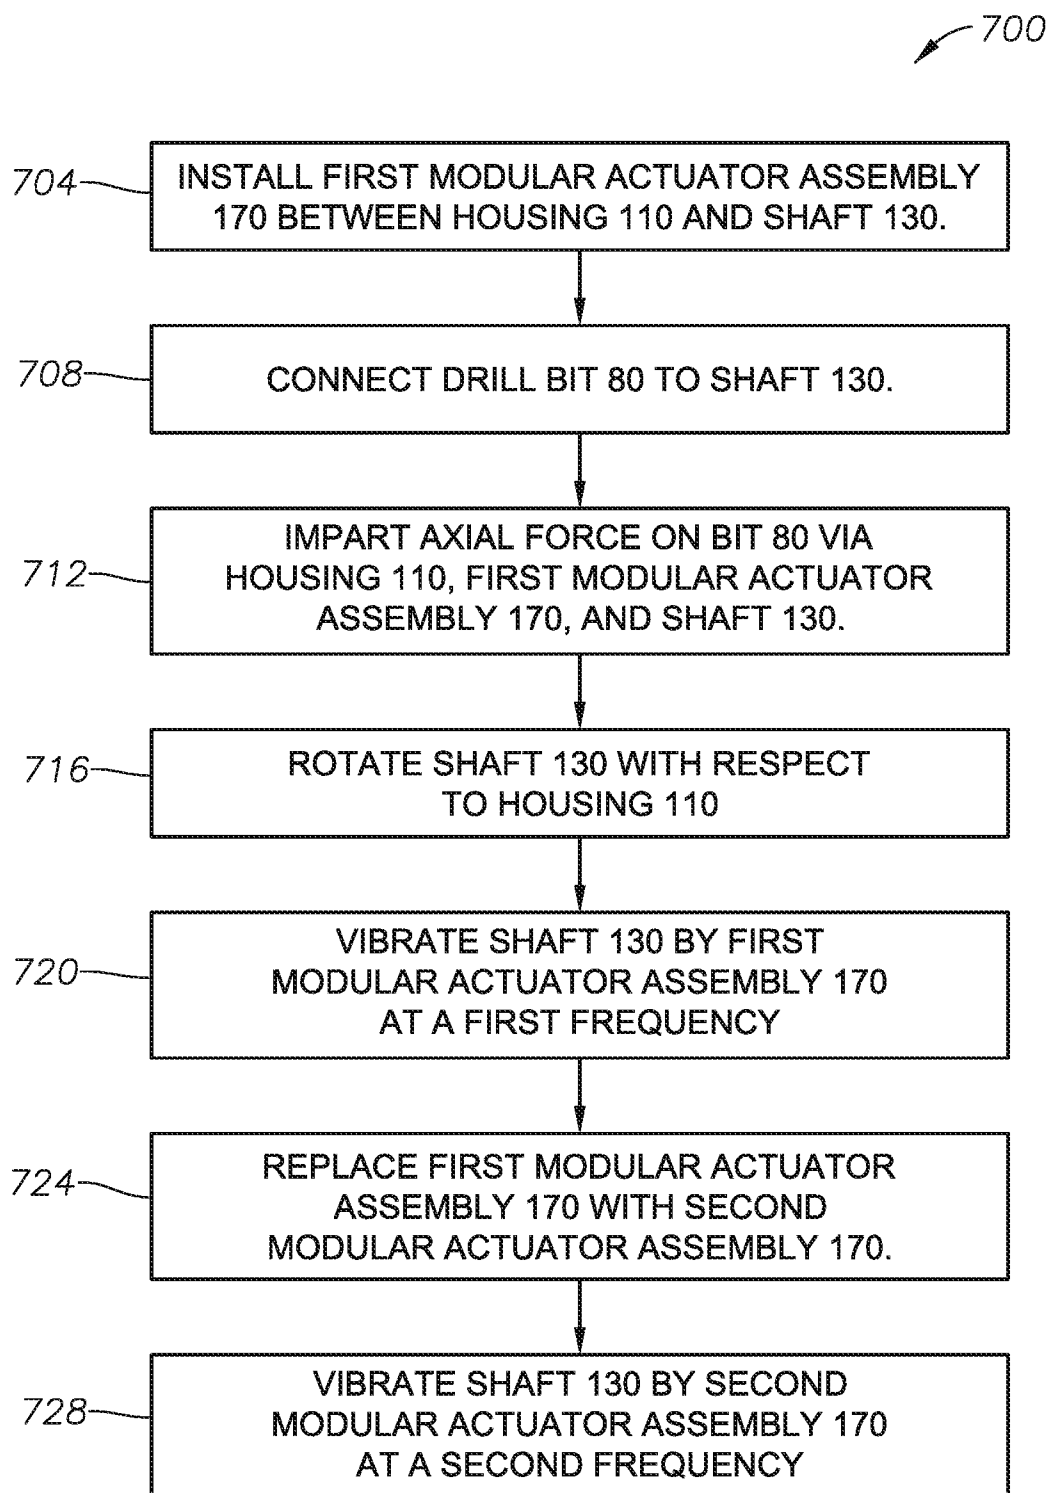 700
704
INSTALL FIRST MODULAR ACTUATOR ASSEMBLY
170 BETWEEN HOUSING 110 AND SHAFT 130.
708
CONNECT DRILL BIT 80 TO SHAFT 130.
712
IMPART AXIAL FORCE ON BIT 80 VIA
HOUSING 110, FIRST MODULAR ACTUATOR
ASSEMBLY 170, AND SHAFT 130.
716
ROTATE SHAFT 130 WITH RESPECT
TO HOUSING 110
720
VIBRATE SHAFT 130 BY FIRST
MODULAR ACTUATOR ASSEMBLY 170
AT A FIRST FREQUENCY
724
REPLACE FIRST MODULAR ACTUATOR
ASSEMBLY 170 WITH SECOND
MODULAR ACTUATOR ASSEMBLY 170.
728
VIBRATE SHAFT 130 BY SECOND
MODULAR ACTUATOR ASSEMBLY 170
AT A SECOND FREQUENCY